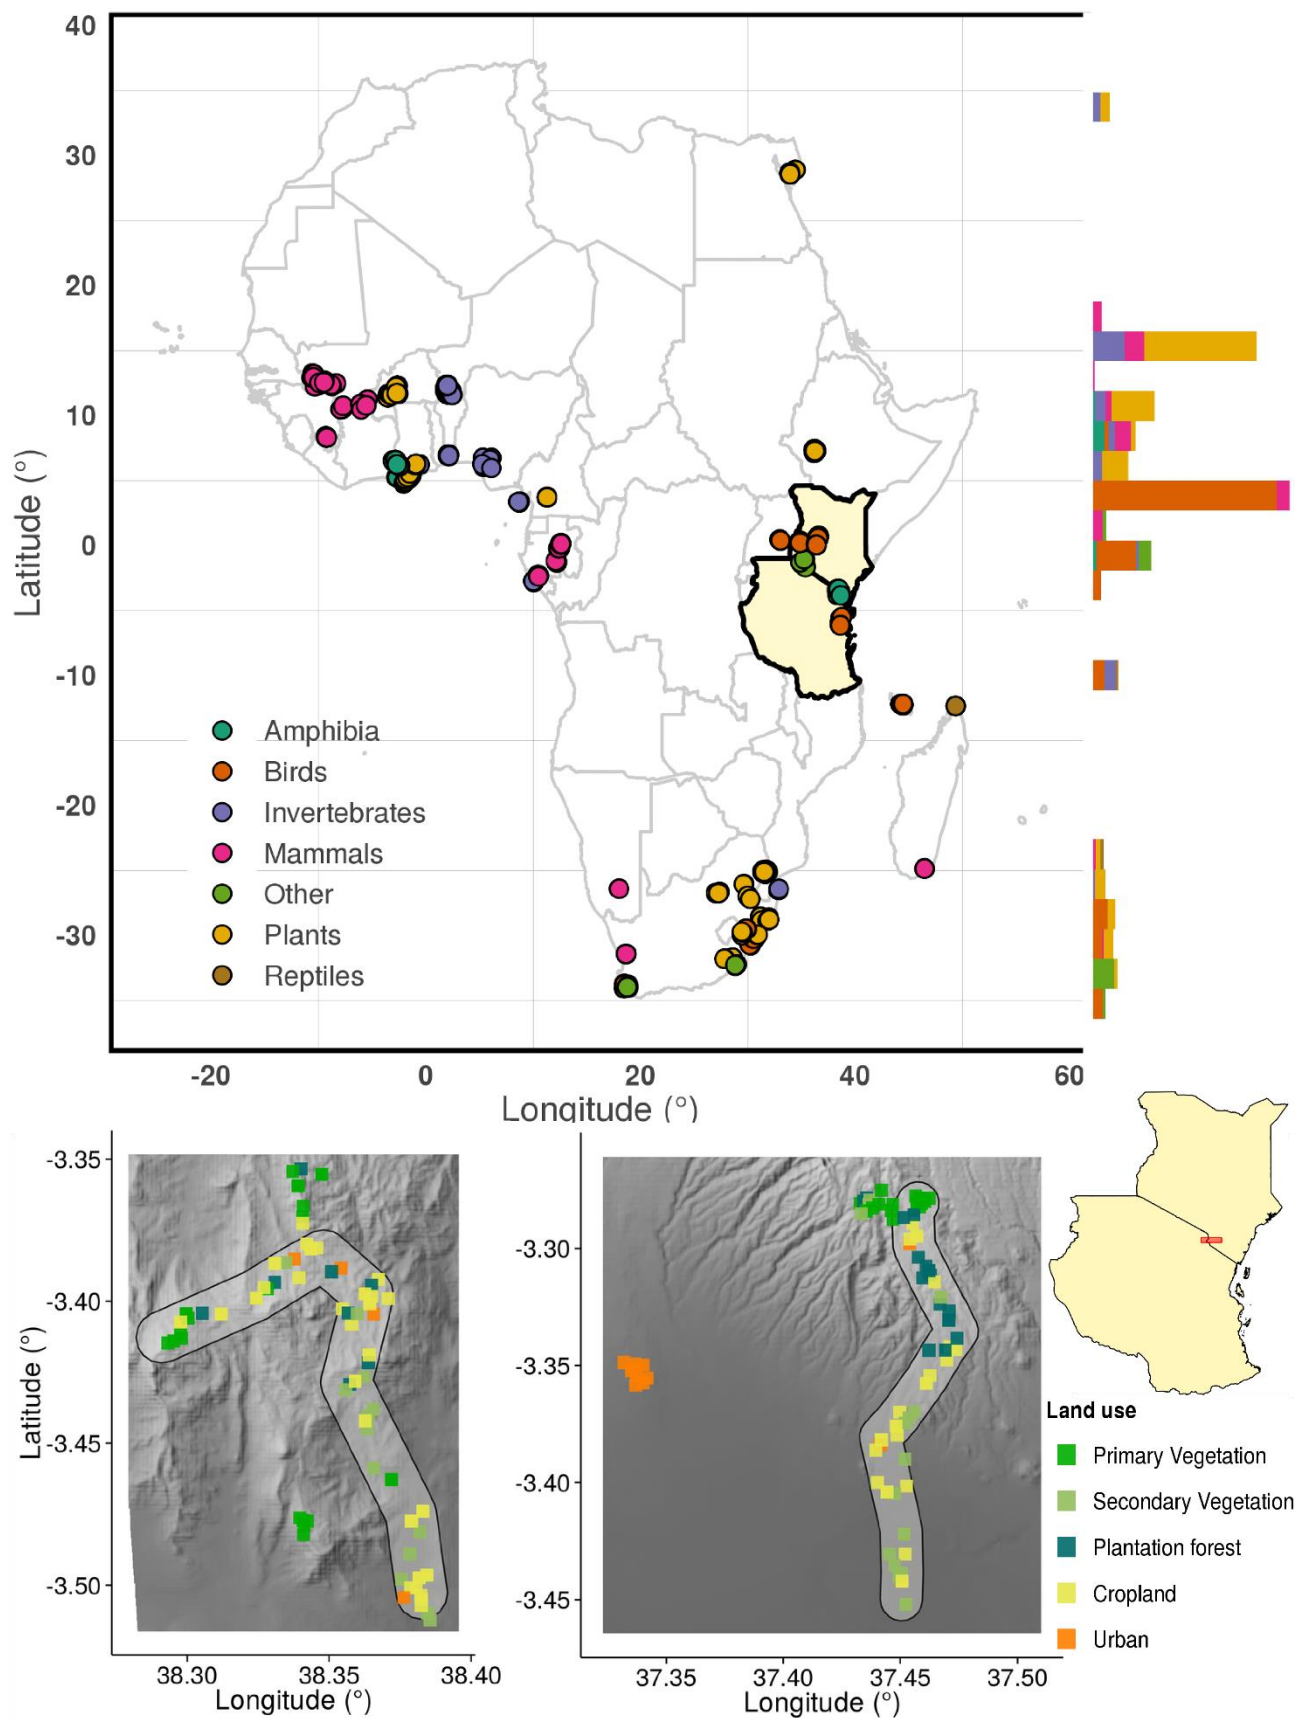 40
30
20
10
0
-10
-20
-30
Latitude (°)
Amphibia
Birds
Invertebrates
Mammals
Other
Plants
Reptiles
-20 0 20 40 60
Longitude (°)
-3.35
-3.40
-3.45
-3.50
Latitude (°)
38.30 38.35 38.40
Longitude (°)
-3.30
-3.35
-3.40
-3.45
37.35 37.40 37.45 37.50
Longitude (°)
Land use
Primary Vegetation
Secondary Vegetation
Plantation forest
Cropland
Urban